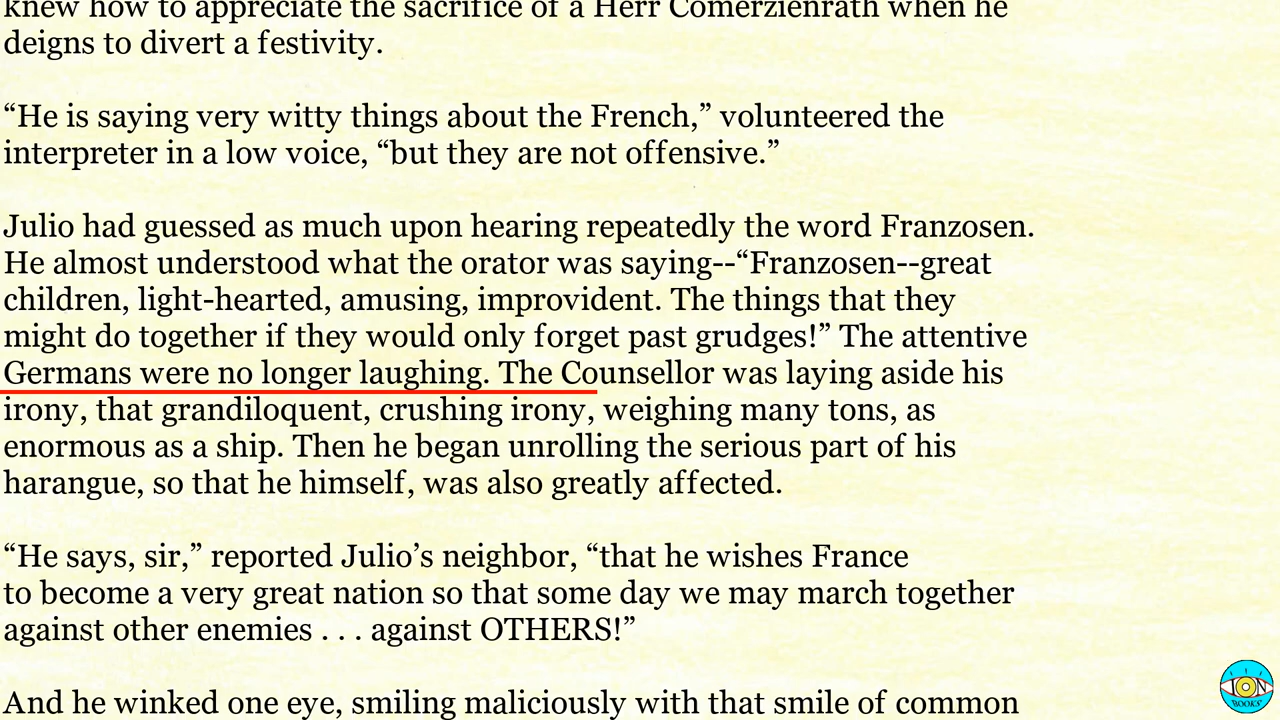 knew how to appreciate the sacrifice of a Herr Comerzienrath when he
deigns to divert a festivity.
“He is saying very witty things about the French,” volunteered the
interpreter in a low voice, “but they are not offensive.”
Julio had guessed as much upon hearing repeatedly the word Franzosen.
He almost understood what the orator was saying--“Franzosen--great
children, light-hearted, amusing, improvident. The things that they
might do together if they would only forget past grudges!” The attentive
Germans were no longer laughing. The Counsellor was laying aside his
irony, that grandiloquent, crushing irony, weighing many tons, as
enormous as a ship. Then he began unrolling the serious part of his
harangue, so that he himself, was also greatly affected.
“He says, sir,” reported Julio’s neighbor, “that he wishes France
to become a very great nation so that some day we may march together
against other enemies . . . against OTHERS!”
And he winked one eye, smiling maliciously with that smile of common
ION
BOOKS